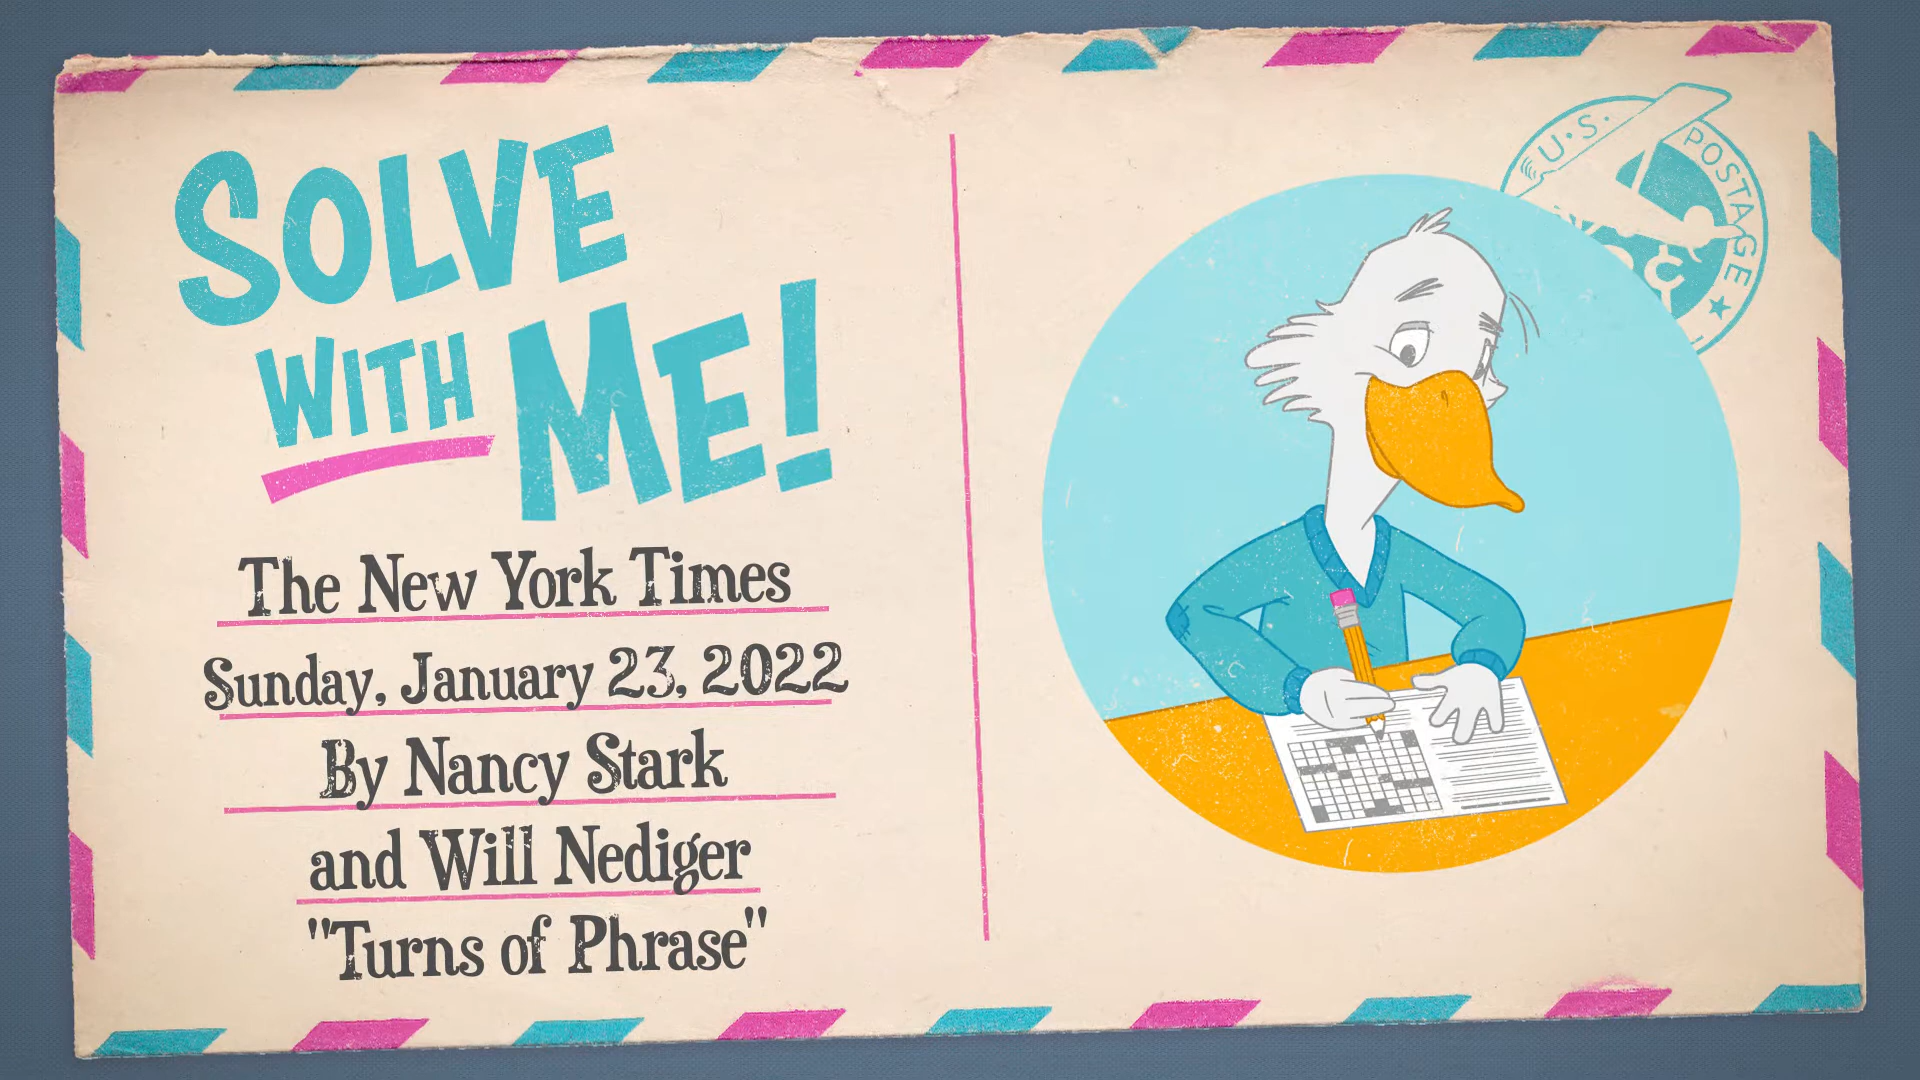 SOLVE
WITH ME!
The New York Times
Sunday, January 23, 2022
By Nancy Stark
and Will Nediger
"Turns of Phrase"
U.S. POSTAGE